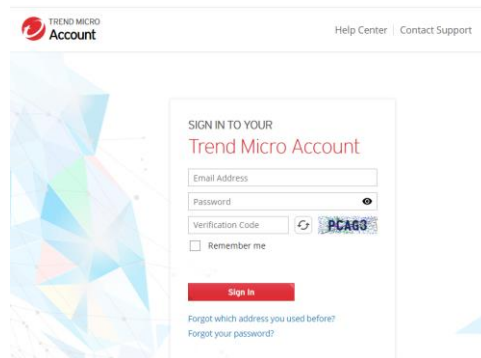 TREND MICRO
Account
Help Center | Contact Support
SIGN IN TO YOUR
Trend Micro Account
Email Address
Password
Verification Code
PCAG3
Remember me
Sign In
Forgot which address you used before?
Forgot your password?